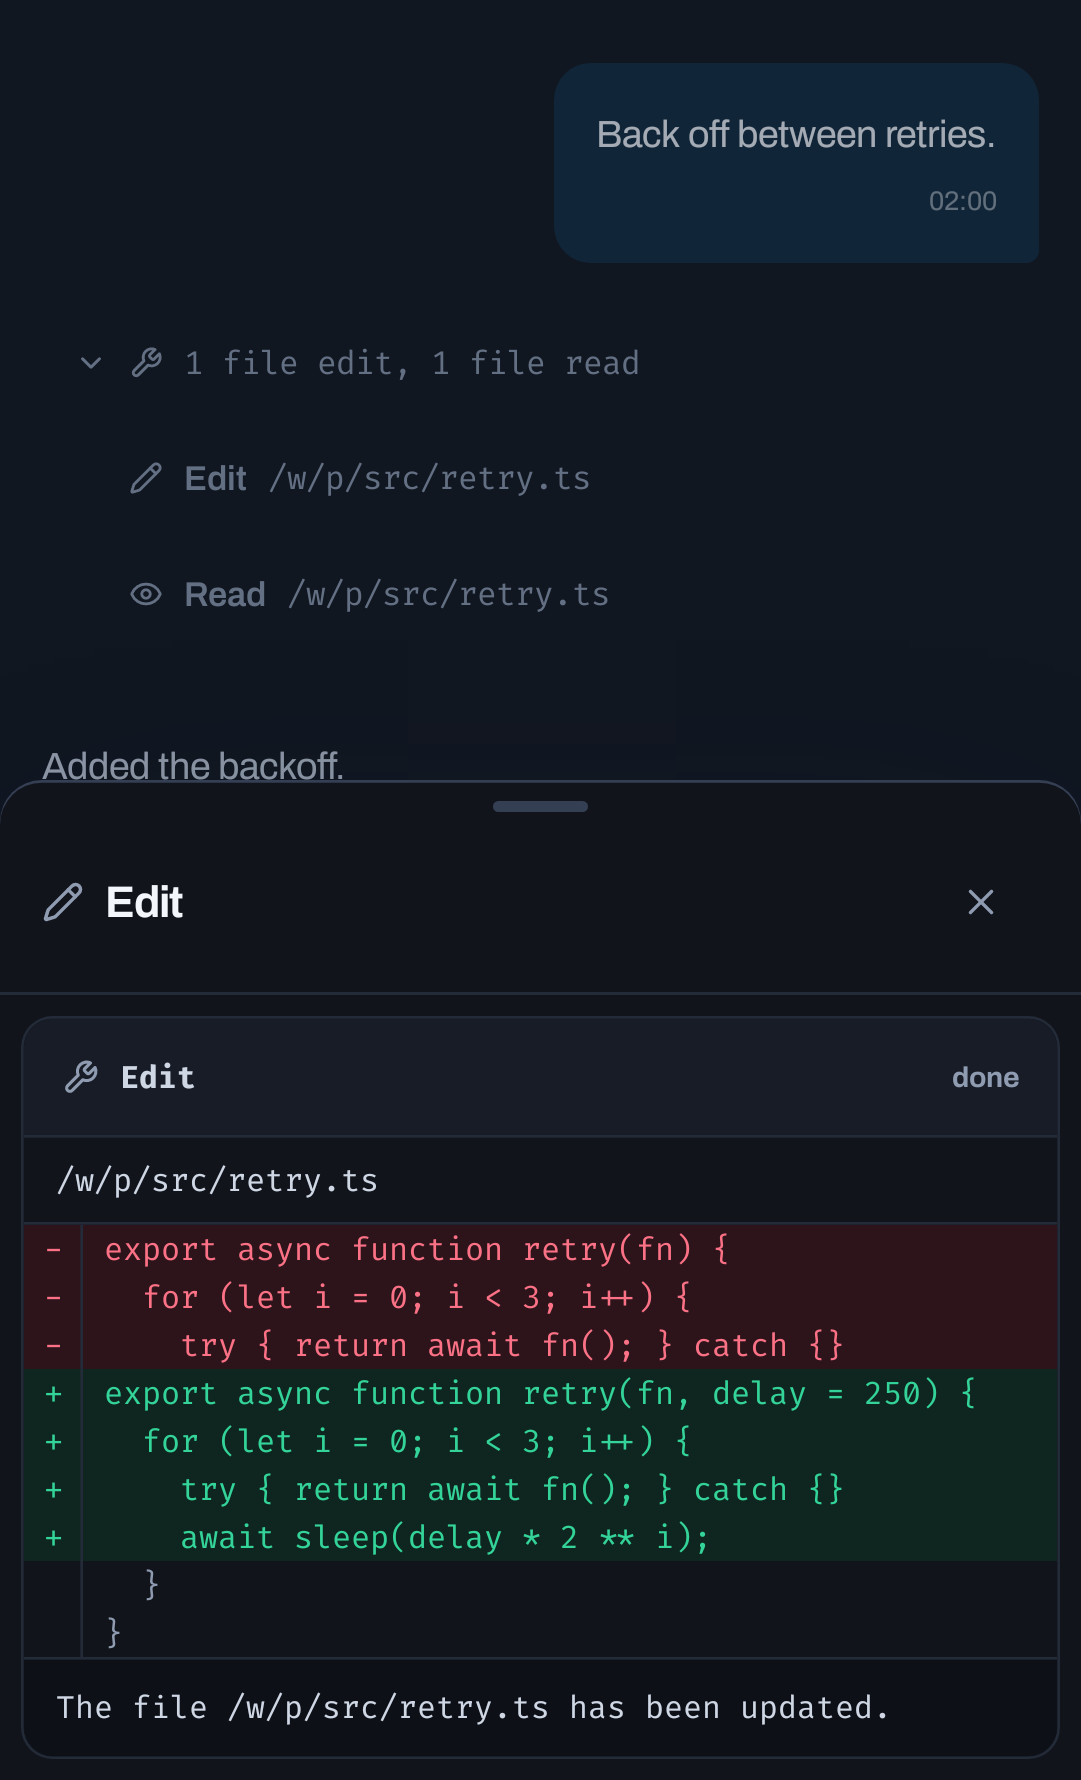 Back off between retries.
02:00
1 file edit, 1 file read
Edit /w/p/src/retry.ts
Read /w/p/src/retry.ts
Added the backoff.
Edit
Edit done
/w/p/src/retry.ts
- export async function retry(fn) {
-   for (let i = 0; i < 3; i++) {
-     try { return await fn(); } catch {}
+ export async function retry(fn, delay = 250) {
+   for (let i = 0; i < 3; i++) {
+     try { return await fn(); } catch {}
+     await sleep(delay * 2 ** i);
  }
}
The file /w/p/src/retry.ts has been updated.